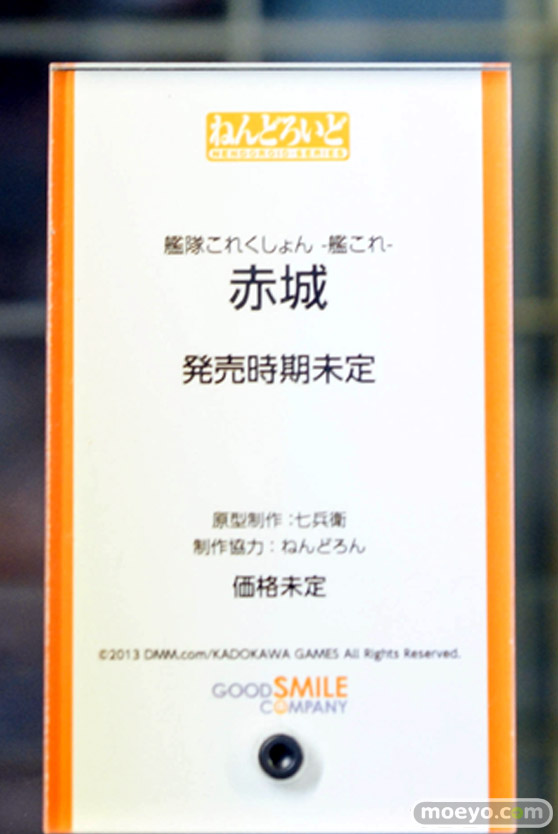 ねんどろいど
NENDOROID SERIES
艦隊これくしょん -艦これ-
赤城
発売時期未定
原型制作：七兵衛
制作協力：ねんどろん
価格未定
©2013 DMM.com/KADOKAWA GAMES All Rights Reserved.
GOOD SMILE
COMPANY
moeyo.com